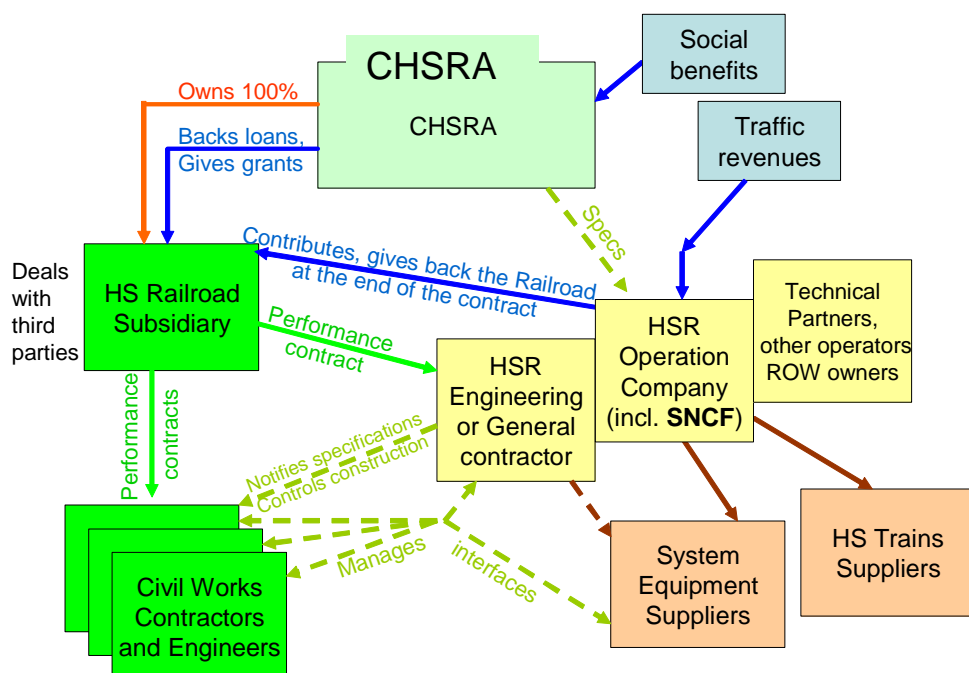 CHSRA
CHSRA
Social
benefits
Traffic
revenues
Owns 100%
Backs loans,
Gives grants
Specs
Contributes, gives back the Railroad
at the end of the contract
Deals
with
third
parties
HS Railroad
Subsidiary
Performance
contract
HSR
Engineering
or General
contractor
HSR
Operation
Company
(incl. SNCF)
Technical
Partners,
other operators
ROW owners
Performance
contracts
Notifies specifications
Controls construction
Manages
interfaces
Civil Works
Contractors
and Engineers
System
Equipment
Suppliers
HS Trains
Suppliers